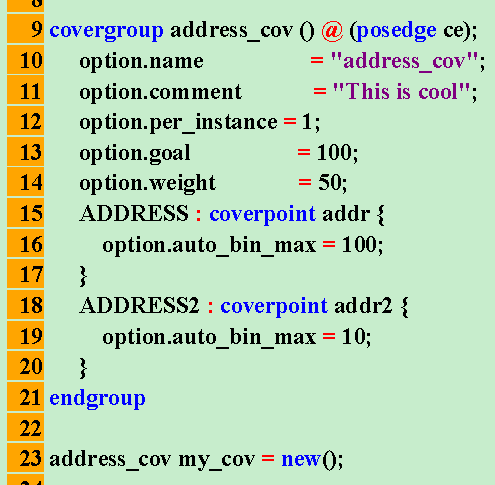 9 covergroup address_cov () @ (posedge ce);
10 option.name = "address_cov";
11 option.comment = "This is cool";
12 option.per_instance = 1;
13 option.goal = 100;
14 option.weight = 50;
15 ADDRESS : coverpoint addr {
16 option.auto_bin_max = 100;
17 }
18 ADDRESS2 : coverpoint addr2 {
19 option.auto_bin_max = 10;
20 }
21 endgroup
22
23 address_cov my_cov = new();